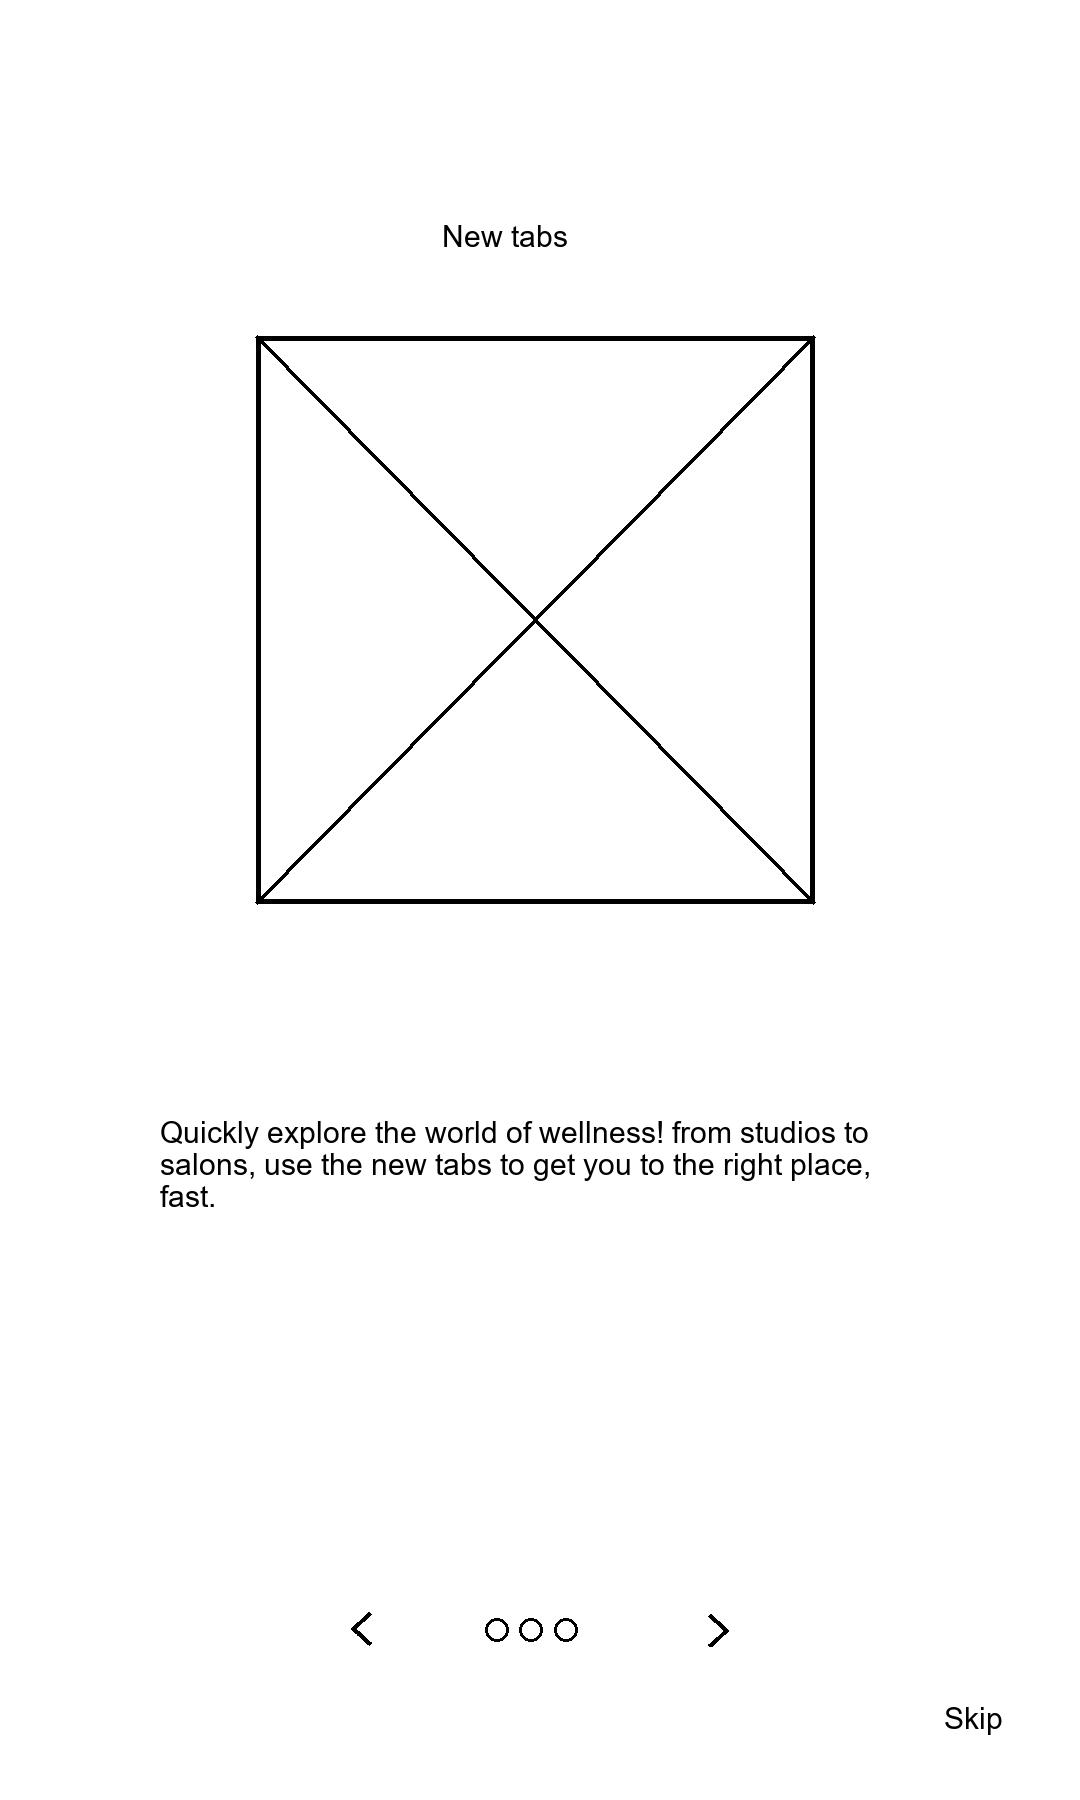 New tabs
Quickly explore the world of wellness! from studios to
salons, use the new tabs to get you to the right place,
fast.
Skip